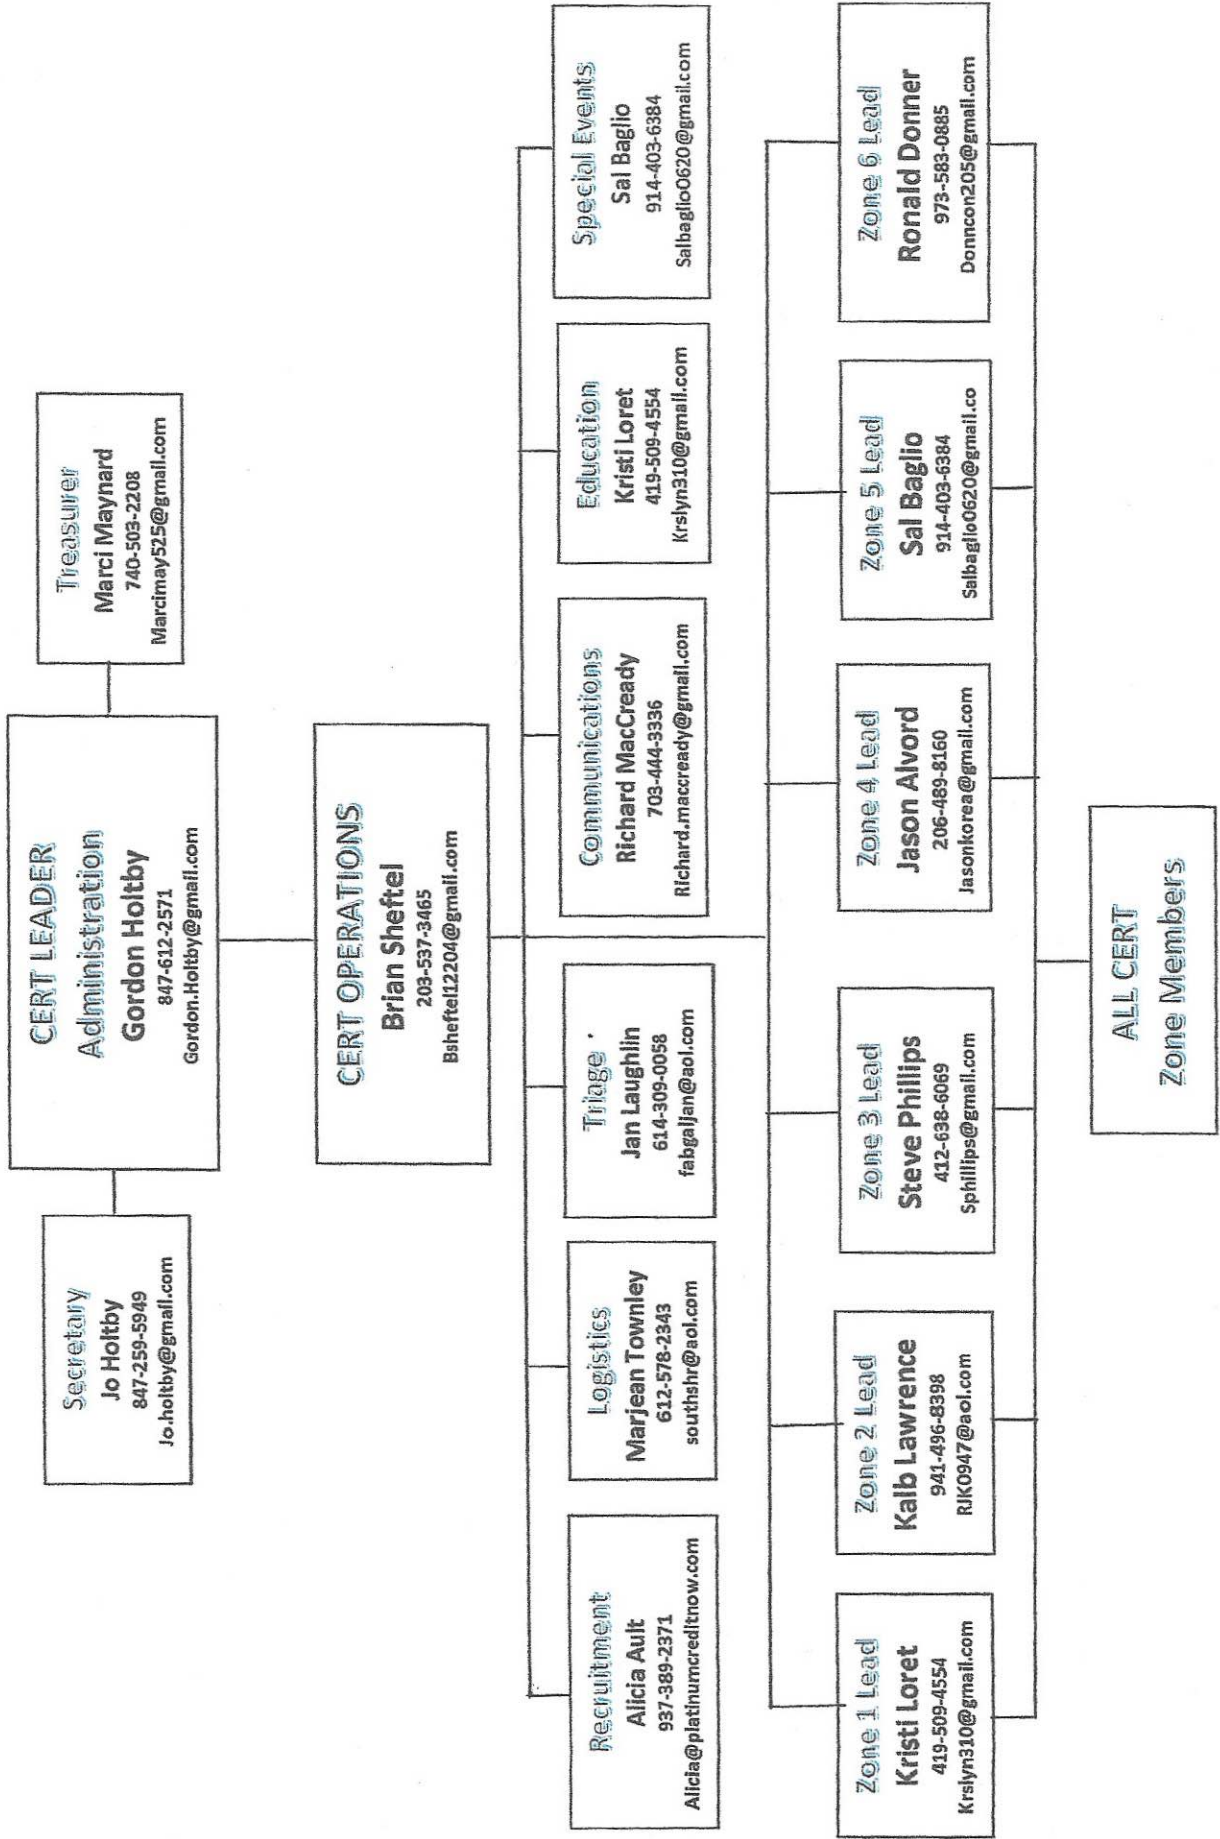 Secretary
Jo Holtby
847-259-5949
Jo.holtby@gmail.com
CERT LEADER
Administration
Gordon Holtby
847-612-2571
Gordon.Holtby@gmail.com
Treasurer
Marci Maynard
740-503-2208
Marcimay525@gmail.com
CERT OPERATIONS
Brian Sheftel
203-537-3465
Bsheftel12204@gmail.com
Recruitment
Alicia Ault
937-389-2371
Alicia@platinumcreditnow.com
Logistics
Marjean Townley
612-578-2343
southshr@aol.com
Triage
Jan Laughlin
614-309-0058
fabgaljan@aol.com
Communications
Richard MacCready
703-444-3336
Richard.maccready@gmail.com
Education
Kristi Loret
419-509-4554
Krslyn310@gmail.com
Special Events
Sal Baglio
914-403-6384
Salbaglio0620@gmail.com
Zone 1 Lead
Kristi Loret
419-509-4554
Krslyn310@gmail.com
Zone 2 Lead
Kalb Lawrence
941-496-8398
RJK0947@aol.com
Zone 3 Lead
Steve Phillips
412-638-6069
Sphillips@gmail.com
Zone 4 Lead
Jason Alvord
206-489-8160
Jasonkorea@gmail.com
Zone 5 Lead
Sal Baglio
914-403-6384
Salbaglio0620@gmail.co
Zone 6 Lead
Ronald Donner
973-583-0885
Donncon205@gmail.com
ALL CERT
Zone Members